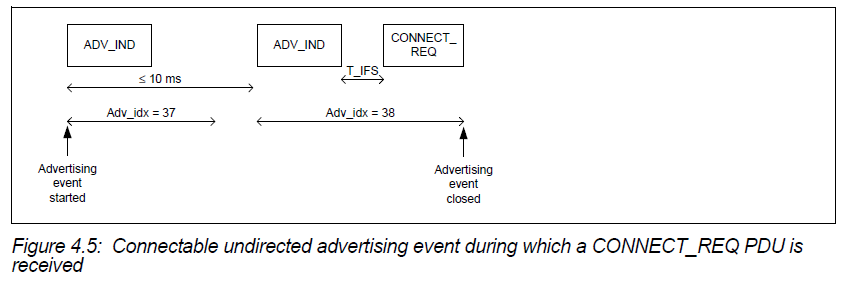 ADV_IND
ADV_IND
CONNECT_
REQ
T_IFS
≤ 10 ms
Adv_idx = 37
Adv_idx = 38
Advertising
event
started
Advertising
event
closed
Figure 4.5: Connectable undirected advertising event during which a CONNECT_REQ PDU is
received